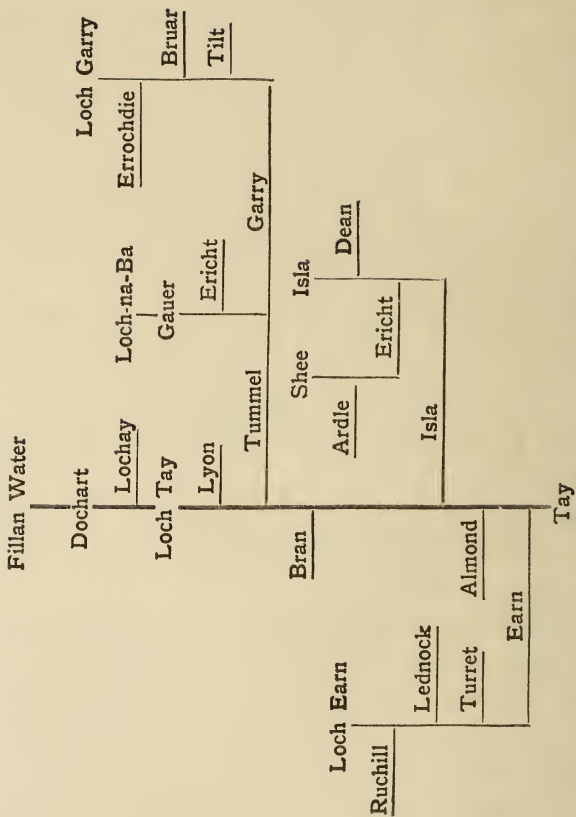 Fillan Water
Dochart
Loch Garry
Lochay
Loch-na-Ba
Errochdie
Loch Tay
Gauer
Bruar
Lyon
Ericht
Tilt
Tummel
Garry
Bran
Shee
Isla
Loch Earn
Ardle
Dean
Ruchill
Ericht
Lednock
Isla
Turret
Almond
Earn
Tay